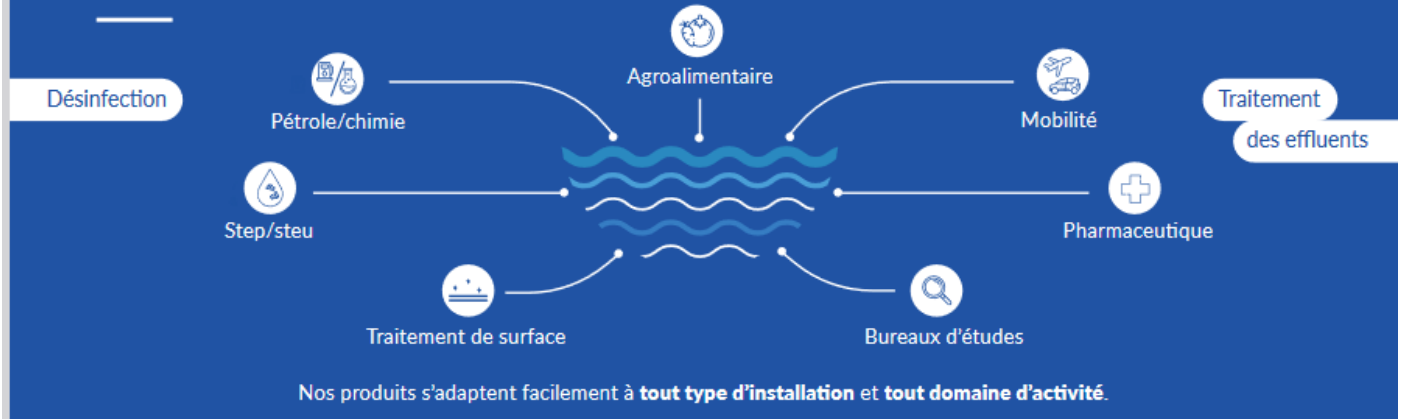 Agroalimentaire
Désinfection
Pétrole/chimie
Mobilité
Traitement
des effluents
Step/steu
Pharmaceutique
Traitement de surface
Bureaux d'études
Nos produits s'adaptent facilement à tout type d'installation et tout domaine d'activité.